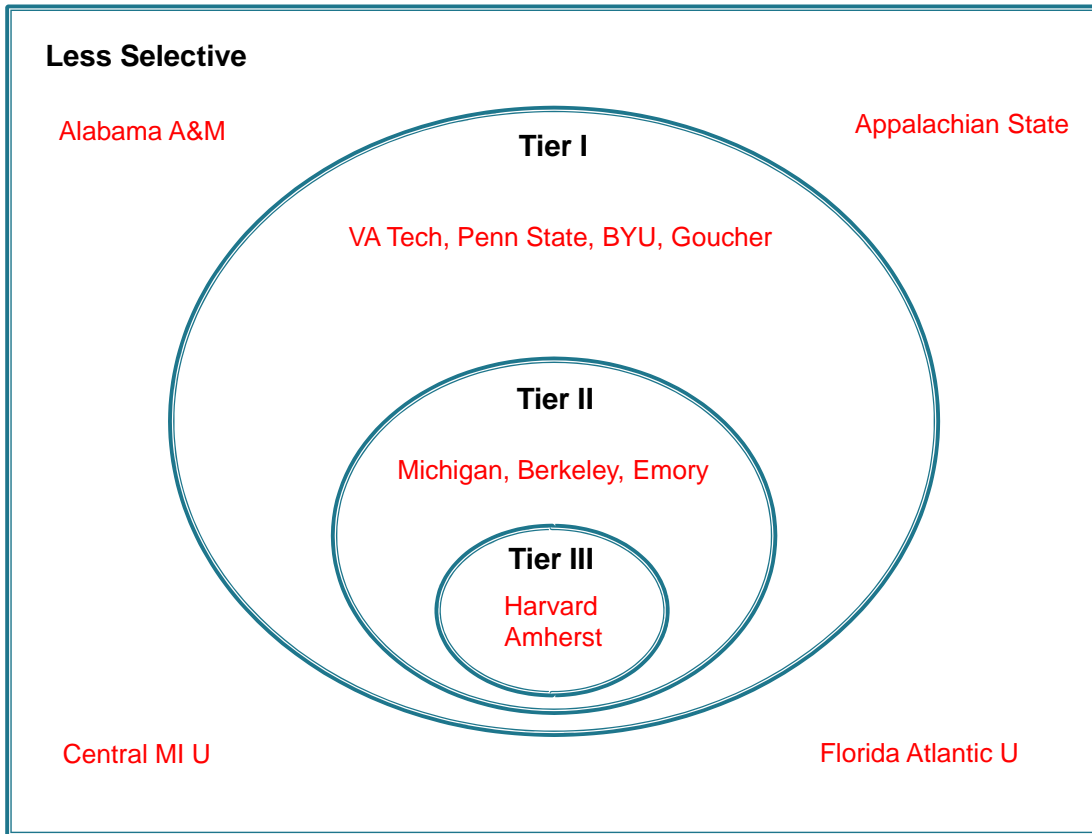 Less Selective
Alabama A&M
Appalachian State
Tier I
VA Tech, Penn State, BYU, Goucher
Tier II
Michigan, Berkeley, Emory
Tier III
Harvard
Amherst
Central MI U
Florida Atlantic U